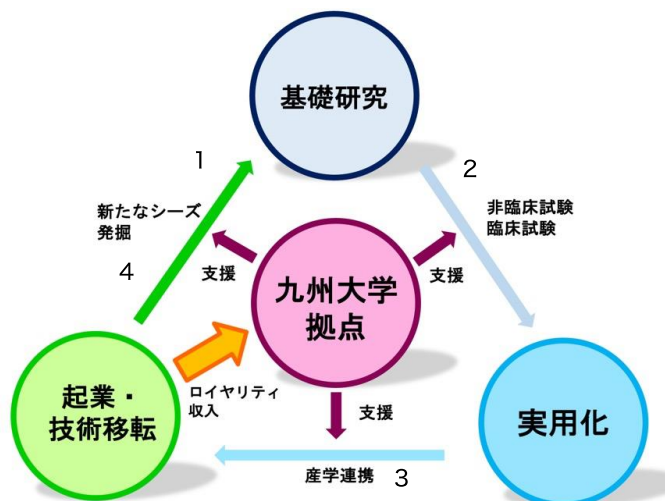 基礎研究
1
2
新たなシーズ
発掘
非臨床試験
臨床試験
4
支援
支援
九州大学
拠点
起業・
技術移転
ロイヤリティ
収入
支援
実用化
産学連携
3